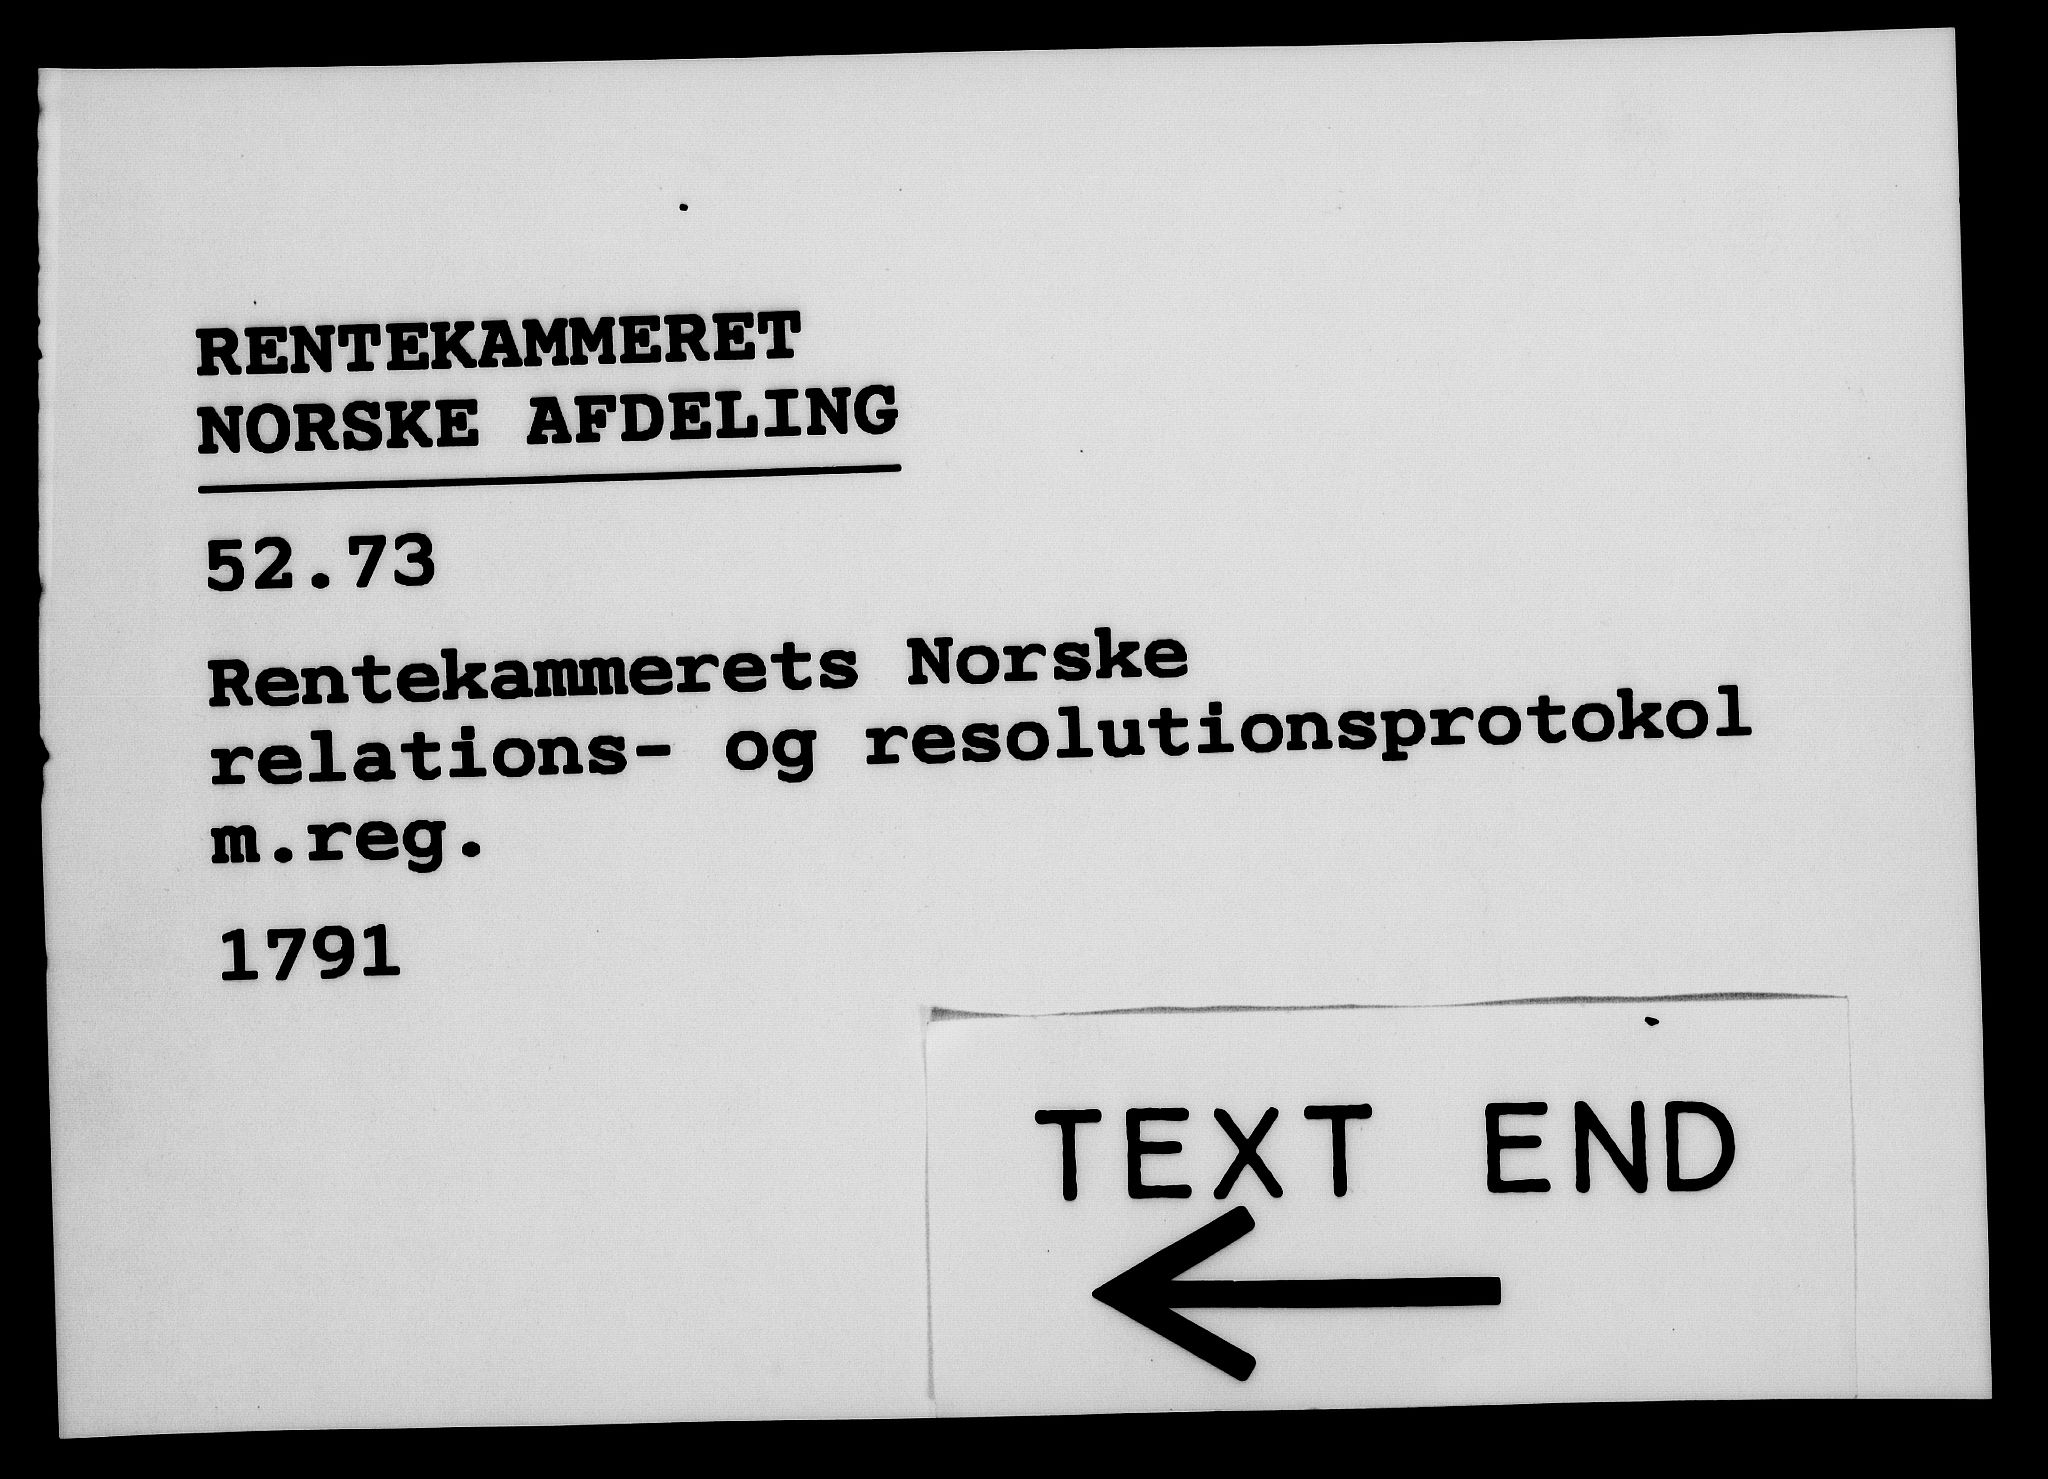 RENTEKAMMERET
NORSKE AFDELING
52.73
Rentekammerets Norske
relations- og resolutionsprotokol
m.reg.
1791
TEXT END